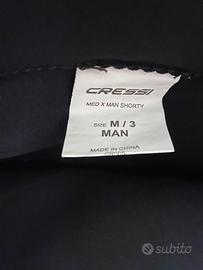 CRESSI
MED X MAN SHORTY
SIZE M / 3
MAN
MADE IN CHINA
subito